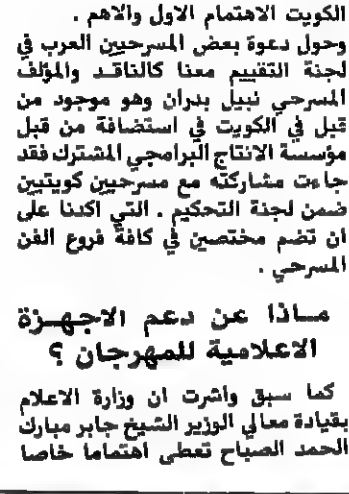 الكويت الاهتمام الاول والاهم .
وحول دعوة بعض المسرحيين العرب في
لجنة التقييم معنا كالناقد والمؤلف
المسرحي نبيل بدران وهو موجود من
قبل في الكويت في استضافة من قبل
مؤسسة الانتاج البرامجي المشترك فقد
جاءت مشاركته مع مسرحيين كويتيين
ضمن لجنة التحكيم . التي اكدنا على
ان تضم مختصين في كافة فروع الفن
المسرحي .
مــاذا عن دعم الاجهــزة
الاعلامية للمهرجان ؟
كما سبق واشرت ان وزارة الاعلام
بقيادة معالي الوزير الشيخ جابر مبارك
الحمد الصباح تعطي اهتماما خاصا